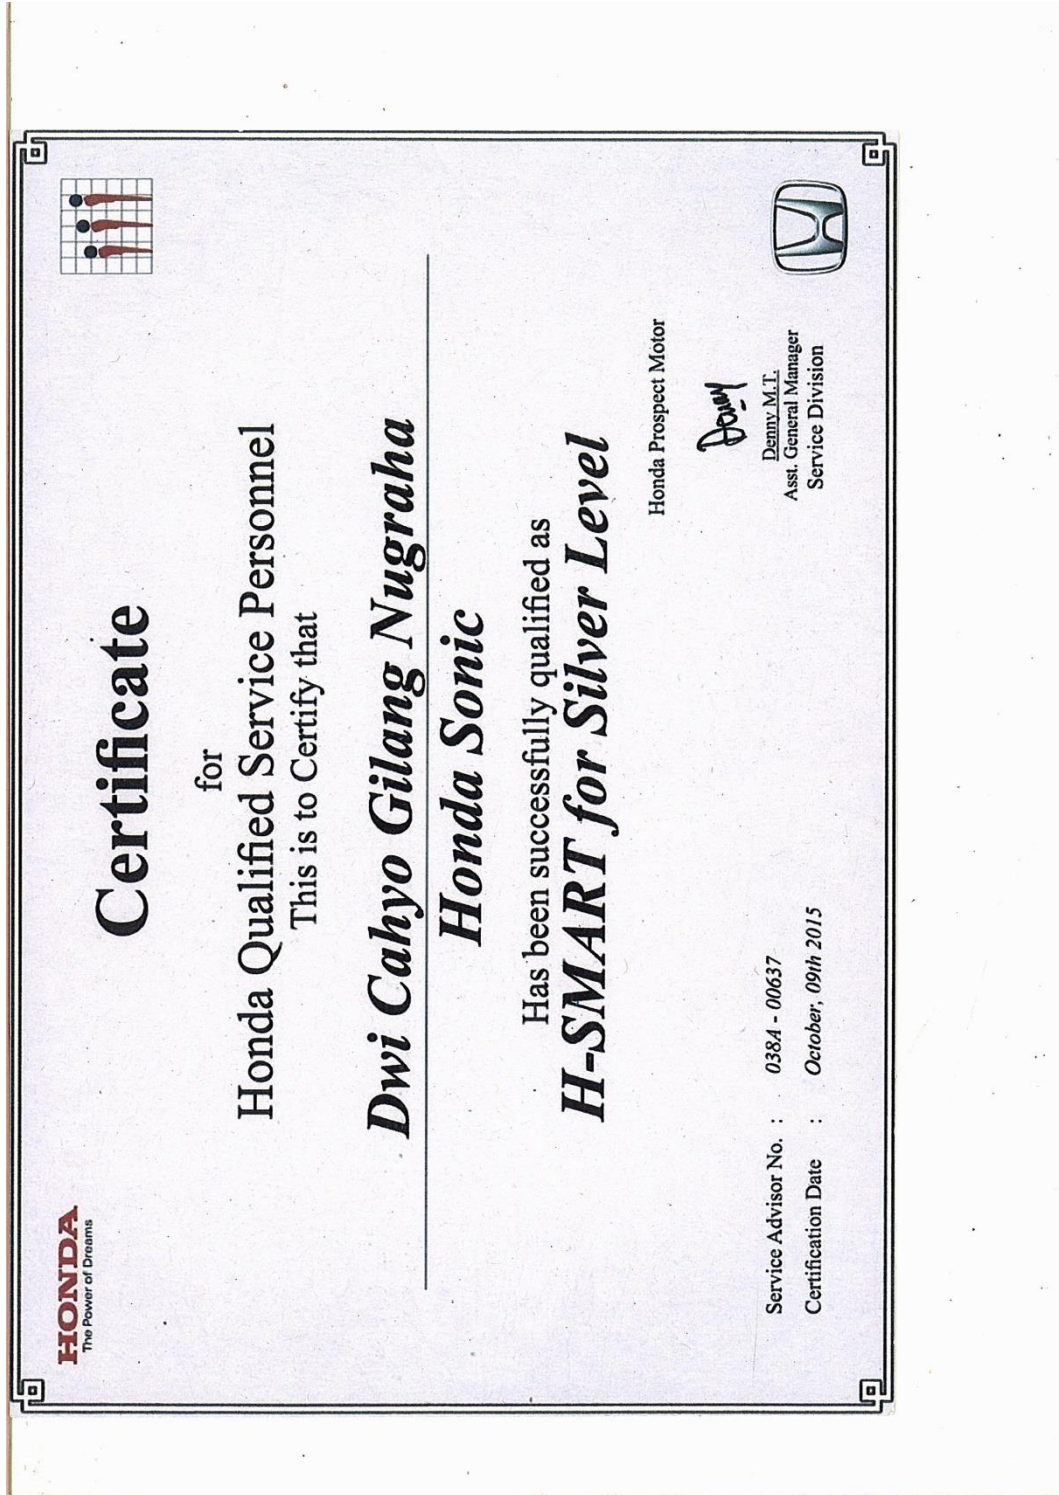 HONDA
The Power of Dreams
Certificate
for
Honda Qualified Service Personnel
This is to Certify that
Dwi Cahyo Gilang Nugraha
Honda Sonic
Has been successfully qualified as
H-SMART for Silver Level
Honda Prospect Motor
Denny
Denny M.T.
Asst. General Manager
Service Division
Service Advisor No. : 038A - 00637
Certification Date : October, 09th 2015